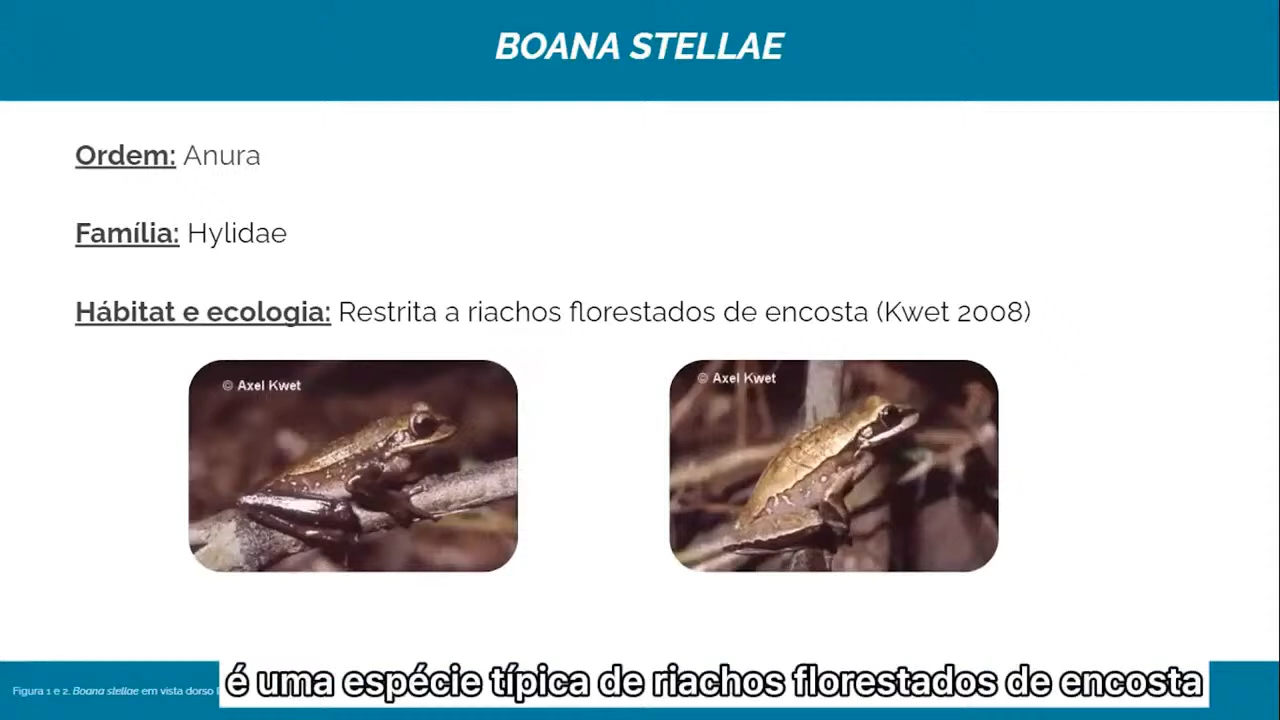 BOANA STELLAE
Ordem: Anura
Família: Hylidae
Hábitat e ecologia: Restrita a riachos florestados de encosta (Kwet 2008)
© Axel Kwet
© Axel Kwet
Figura 1 e 2. Boana stellae em vista dorso
é uma espécie típica de riachos florestados de encosta